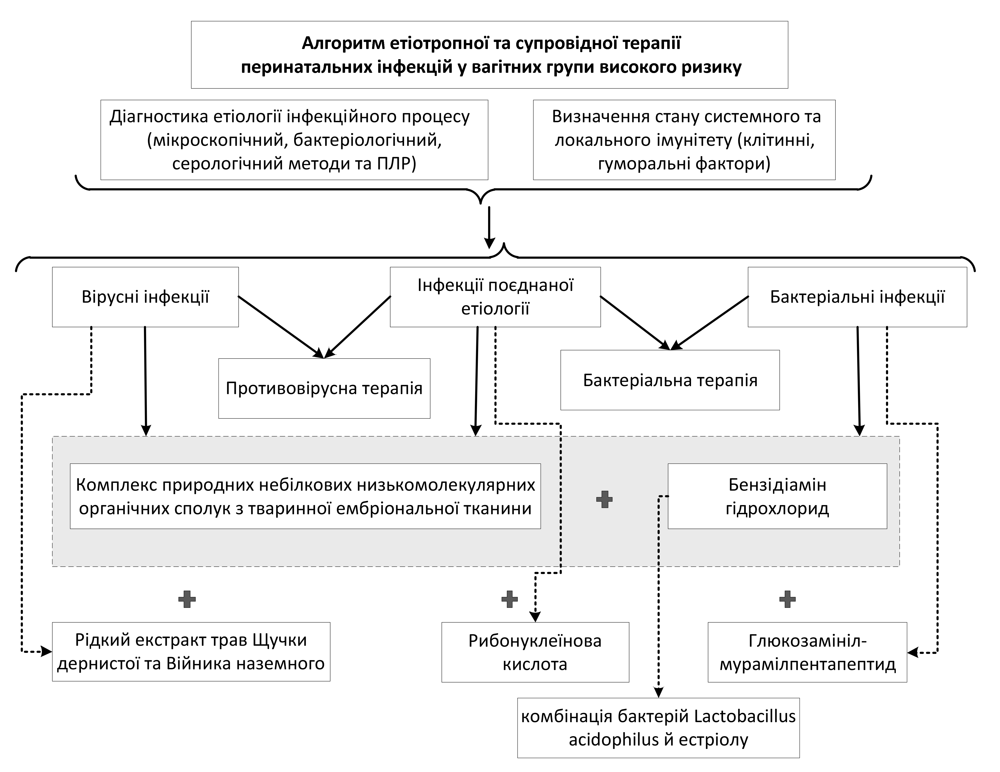 Алгоритм етіотропної та супровідної терапії
перинатальних інфекцій у вагітних групи високого ризику
Діагностика етіології інфекційного процесу
(мікроскопічний, бактеріологічний,
серологічний методи та ПЛР)
Визначення стану системного та
локального імунітету (клітинні,
гуморальні фактори)
Вірусні інфекції
Інфекції поєднаної
етіології
Бактеріальні інфекції
Противовірусна терапія
Бактеріальна терапія
Комплекс природних небілкових низькомолекулярних
органічних сполук з тваринної ембріональної тканини
Бензідіамін
гідрохлорид
Рідкий екстракт трав Щучки
дернистої та Війника наземного
Рибонуклеїнова
кислота
Глюкозамініл-
мурамілпентапептид
комбінація бактерій Lactobacillus
acidophilus й естріолу